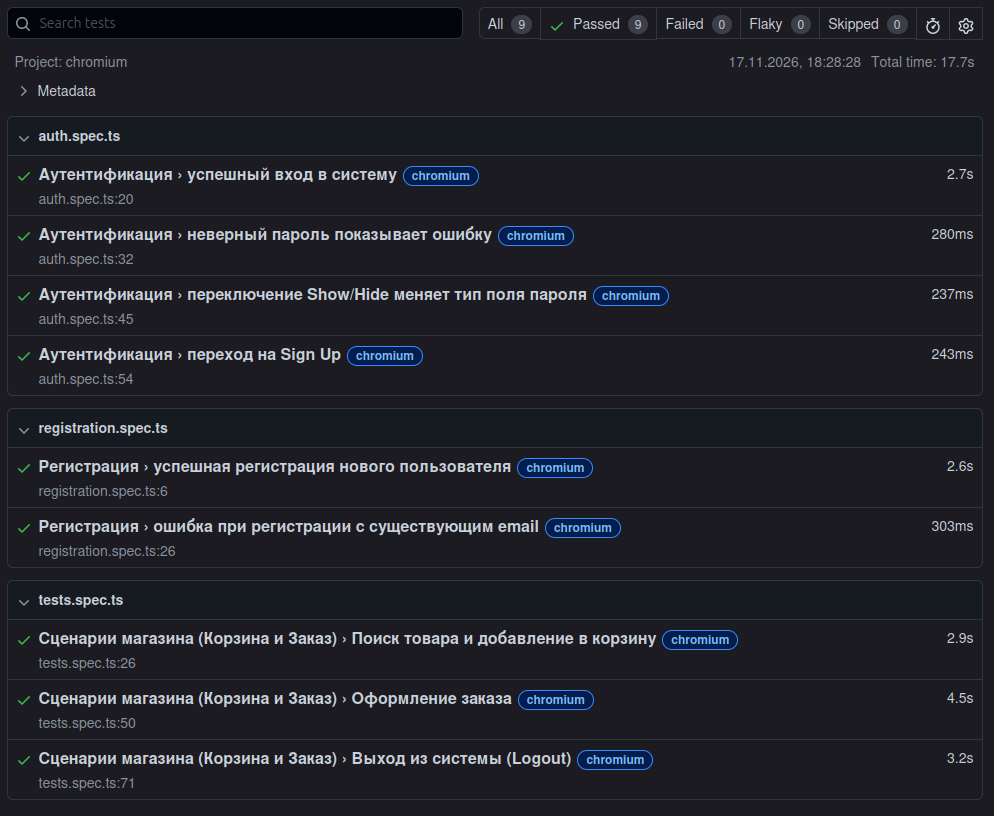 Search tests
All 9 Passed 9 Failed 0 Flaky 0 Skipped 0
Project: chromium 17.11.2026, 18:28:28 Total time: 17.7s
Metadata
auth.spec.ts
Аутентификация › успешный вход в систему chromium 2.7s
auth.spec.ts:20
Аутентификация › неверный пароль показывает ошибку chromium 280ms
auth.spec.ts:32
Аутентификация › переключение Show/Hide меняет тип поля пароля chromium 237ms
auth.spec.ts:45
Аутентификация › переход на Sign Up chromium 243ms
auth.spec.ts:54
registration.spec.ts
Регистрация › успешная регистрация нового пользователя chromium 2.6s
registration.spec.ts:6
Регистрация › ошибка при регистрации с существующим email chromium 303ms
registration.spec.ts:26
tests.spec.ts
Сценарии магазина (Корзина и Заказ) › Поиск товара и добавление в корзину chromium 2.9s
tests.spec.ts:26
Сценарии магазина (Корзина и Заказ) › Оформление заказа chromium 4.5s
tests.spec.ts:50
Сценарии магазина (Корзина и Заказ) › Выход из системы (Logout) chromium 3.2s
tests.spec.ts:71